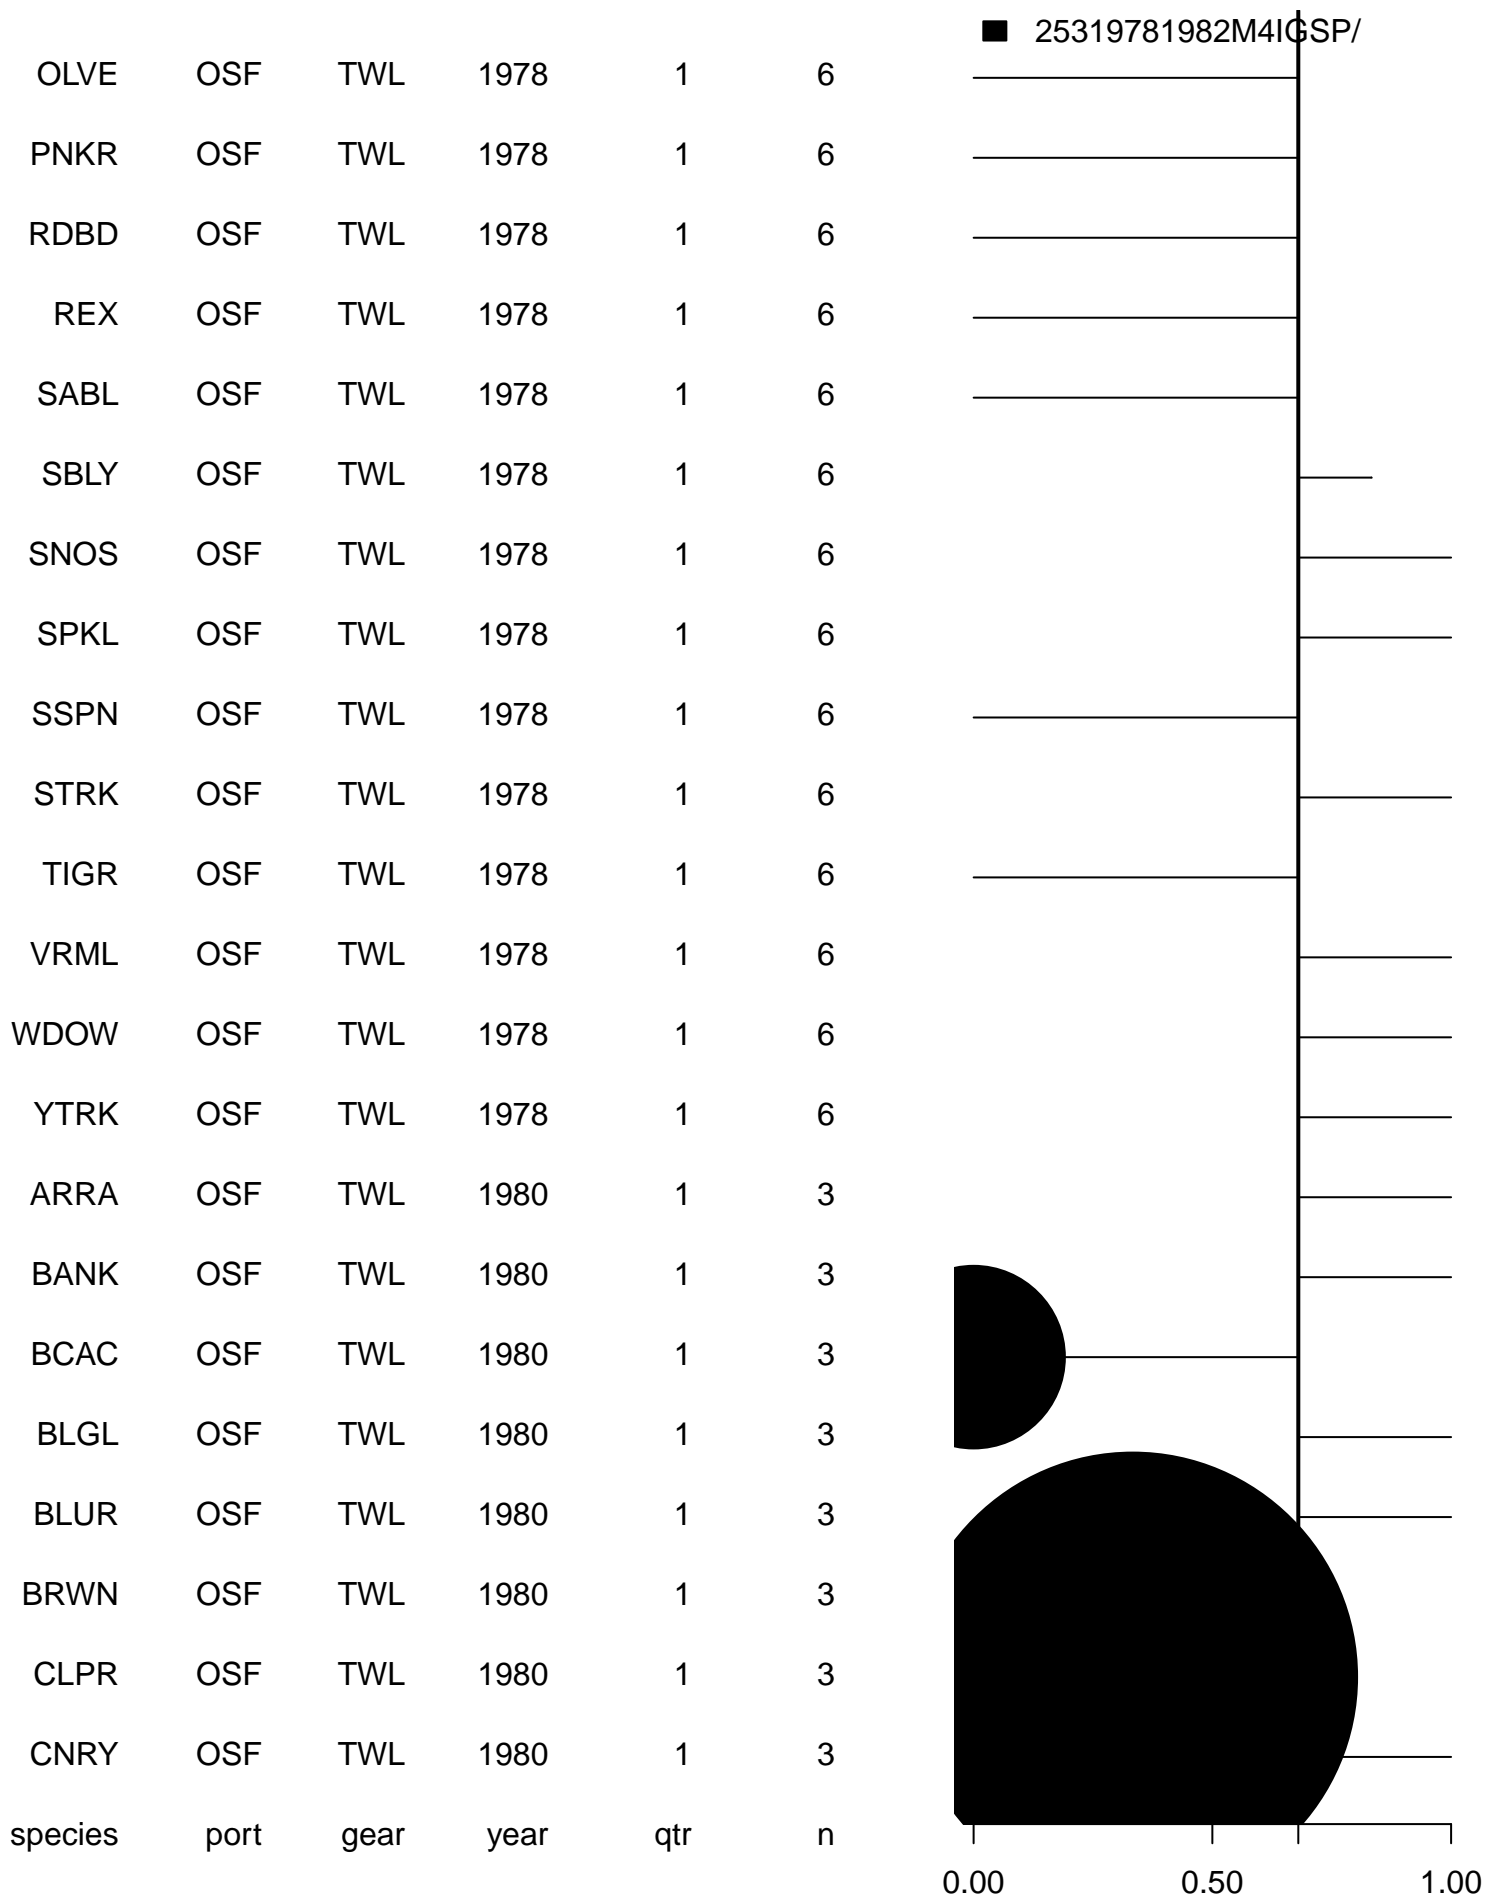 25319781982M4IGSP/
OLVE OSF TWL 1978 1 6
PNKR OSF TWL 1978 1 6
RDBD OSF TWL 1978 1 6
REX OSF TWL 1978 1 6
SABL OSF TWL 1978 1 6
SBLY OSF TWL 1978 1 6
SNOS OSF TWL 1978 1 6
SPKL OSF TWL 1978 1 6
SSPN OSF TWL 1978 1 6
STRK OSF TWL 1978 1 6
TIGR OSF TWL 1978 1 6
VRML OSF TWL 1978 1 6
WDOW OSF TWL 1978 1 6
YTRK OSF TWL 1978 1 6
ARRA OSF TWL 1980 1 3
BANK OSF TWL 1980 1 3
BCAC OSF TWL 1980 1 3
BLGL OSF TWL 1980 1 3
BLUR OSF TWL 1980 1 3
BRWN OSF TWL 1980 1 3
CLPR OSF TWL 1980 1 3
CNRY OSF TWL 1980 1 3
species port gear year qtr n
0.00 0.50 1.00